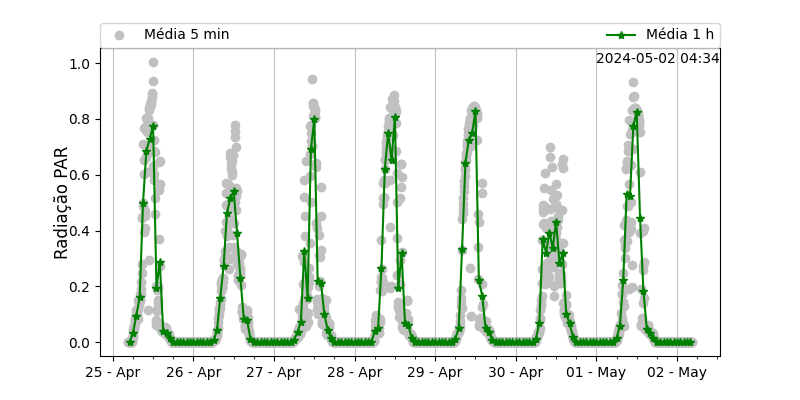 Média 5 min
Média 1 h
2024-05-02 04:34
Radiação PAR
1.0
0.8
0.6
0.4
0.2
0.0
25 - Apr
26 - Apr
27 - Apr
28 - Apr
29 - Apr
30 - Apr
01 - May
02 - May